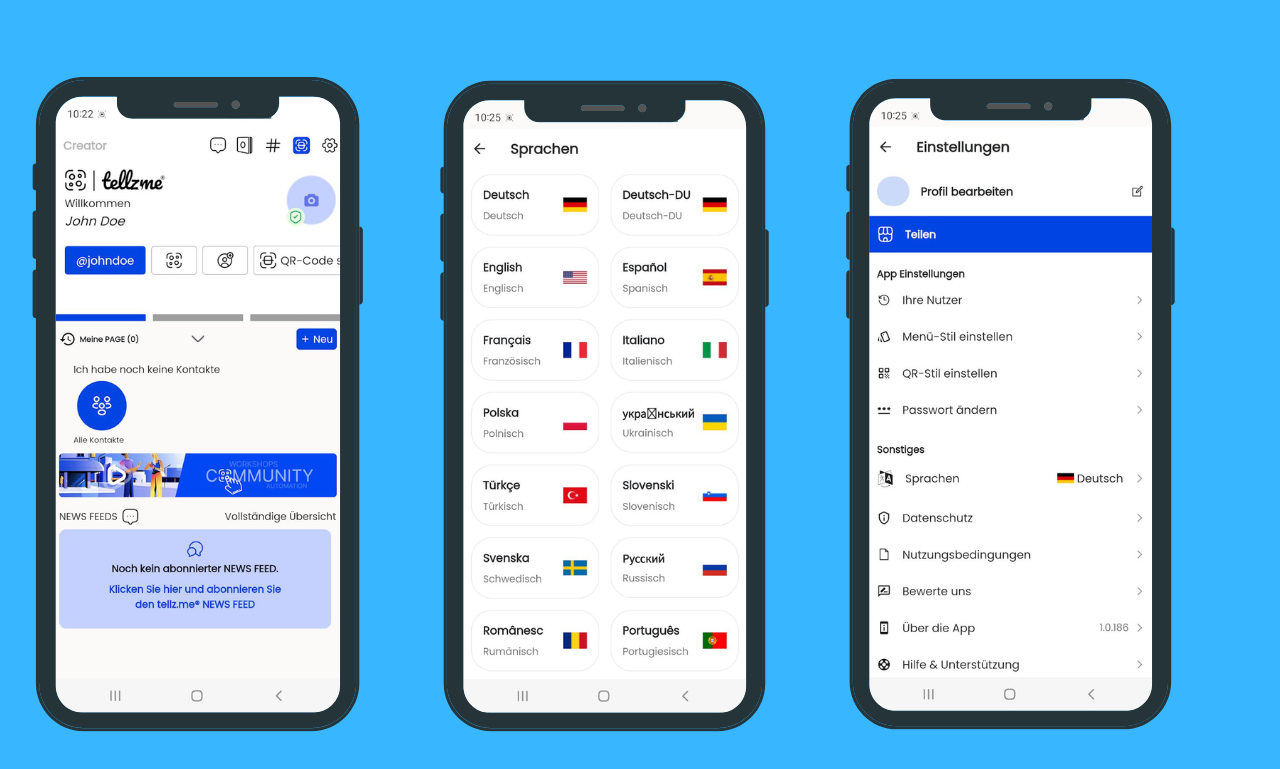 10:22
Creator
tellzme®
Willkommen
John Doe
@johndoe
QR-Code s
Meine PAGE (0)
+ Neu
Ich habe noch keine Kontakte
Alle Kontakte
WORKSHOPS
COMMUNITY
AUTOMATION
NEWS FEEDS
Vollständige Übersicht
Noch kein abonnierter NEWS FEED.
Klicken Sie hier und abonnieren Sie
den tellz.me® NEWS FEED
10:25
Sprachen
Deutsch
Deutsch
Deutsch-DU
Deutsch-DU
English
Englisch
Español
Spanisch
Français
Französisch
Italiano
Italienisch
Polska
Polnisch
укра□нський
Ukrainisch
Türkçe
Türkisch
Slovenski
Slovenisch
Svenska
Schwedisch
Русский
Russisch
Românesc
Rumänisch
Português
Portugiesisch
10:25
Einstellungen
Profil bearbeiten
Teilen
App Einstellungen
Ihre Nutzer
Menü-Stil einstellen
QR-Stil einstellen
Passwort ändern
Sonstiges
Sprachen
Deutsch
Datenschutz
Nutzungsbedingungen
Bewerte uns
Über die App
1.0.186
Hilfe & Unterstützung